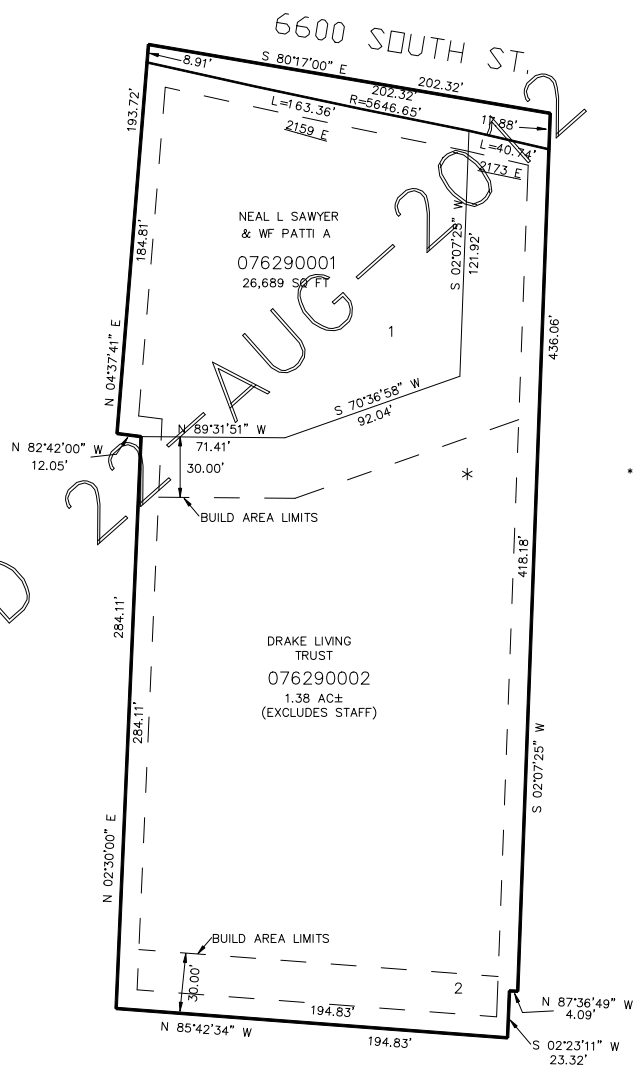 6600 SOUTH ST.
S 80°17'00" E
202.32'
8.91'
202.32'
17.88'
193.72'
L=163.36'
R=5646.65'
2159 E
L=40.74'
2173 E
184.81'
NEAL L SAWYER
& WF PATTI A
076290001
26,689 SQ FT
S 02°07'25" W
121.92'
1
436.06'
N 04°37'41" E
S 70°36'58" W
92.04'
N 89°31'51" W
71.41'
30.00'
N 82°42'00" W
12.05'
BUILD AREA LIMITS
*
*
418.18'
284.11'
284.11'
DRAKE LIVING
TRUST
076290002
1.38 AC±
(EXCLUDES STAFF)
S 02°07'25" W
N 02°30'00" E
BUILD AREA LIMITS
30.00'
2
194.83'
N 85°42'34" W
194.83'
N 87°36'49" W
4.09'
S 02°23'11" W
23.32'